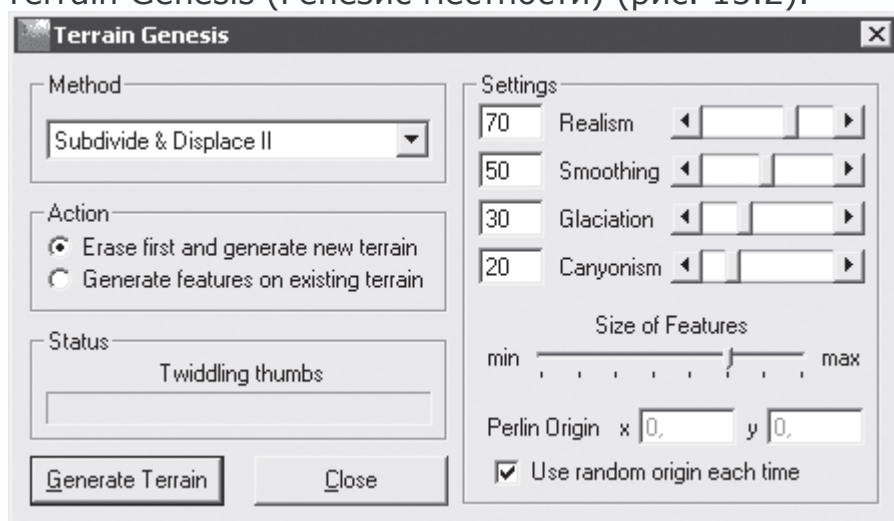 Terrain Genesis (Генезис местности) (рис. 15.2).
Terrain Genesis
Method
Subdivide & Displace II
Action
Erase first and generate new terrain
Generate features on existing terrain
Status
Twiddling thumbs
Generate Terrain
Close
Settings
70 Realism
50 Smoothing
30 Glaciation
20 Canyonism
Size of Features
min max
Perlin Origin x 0, y 0,
Use random origin each time